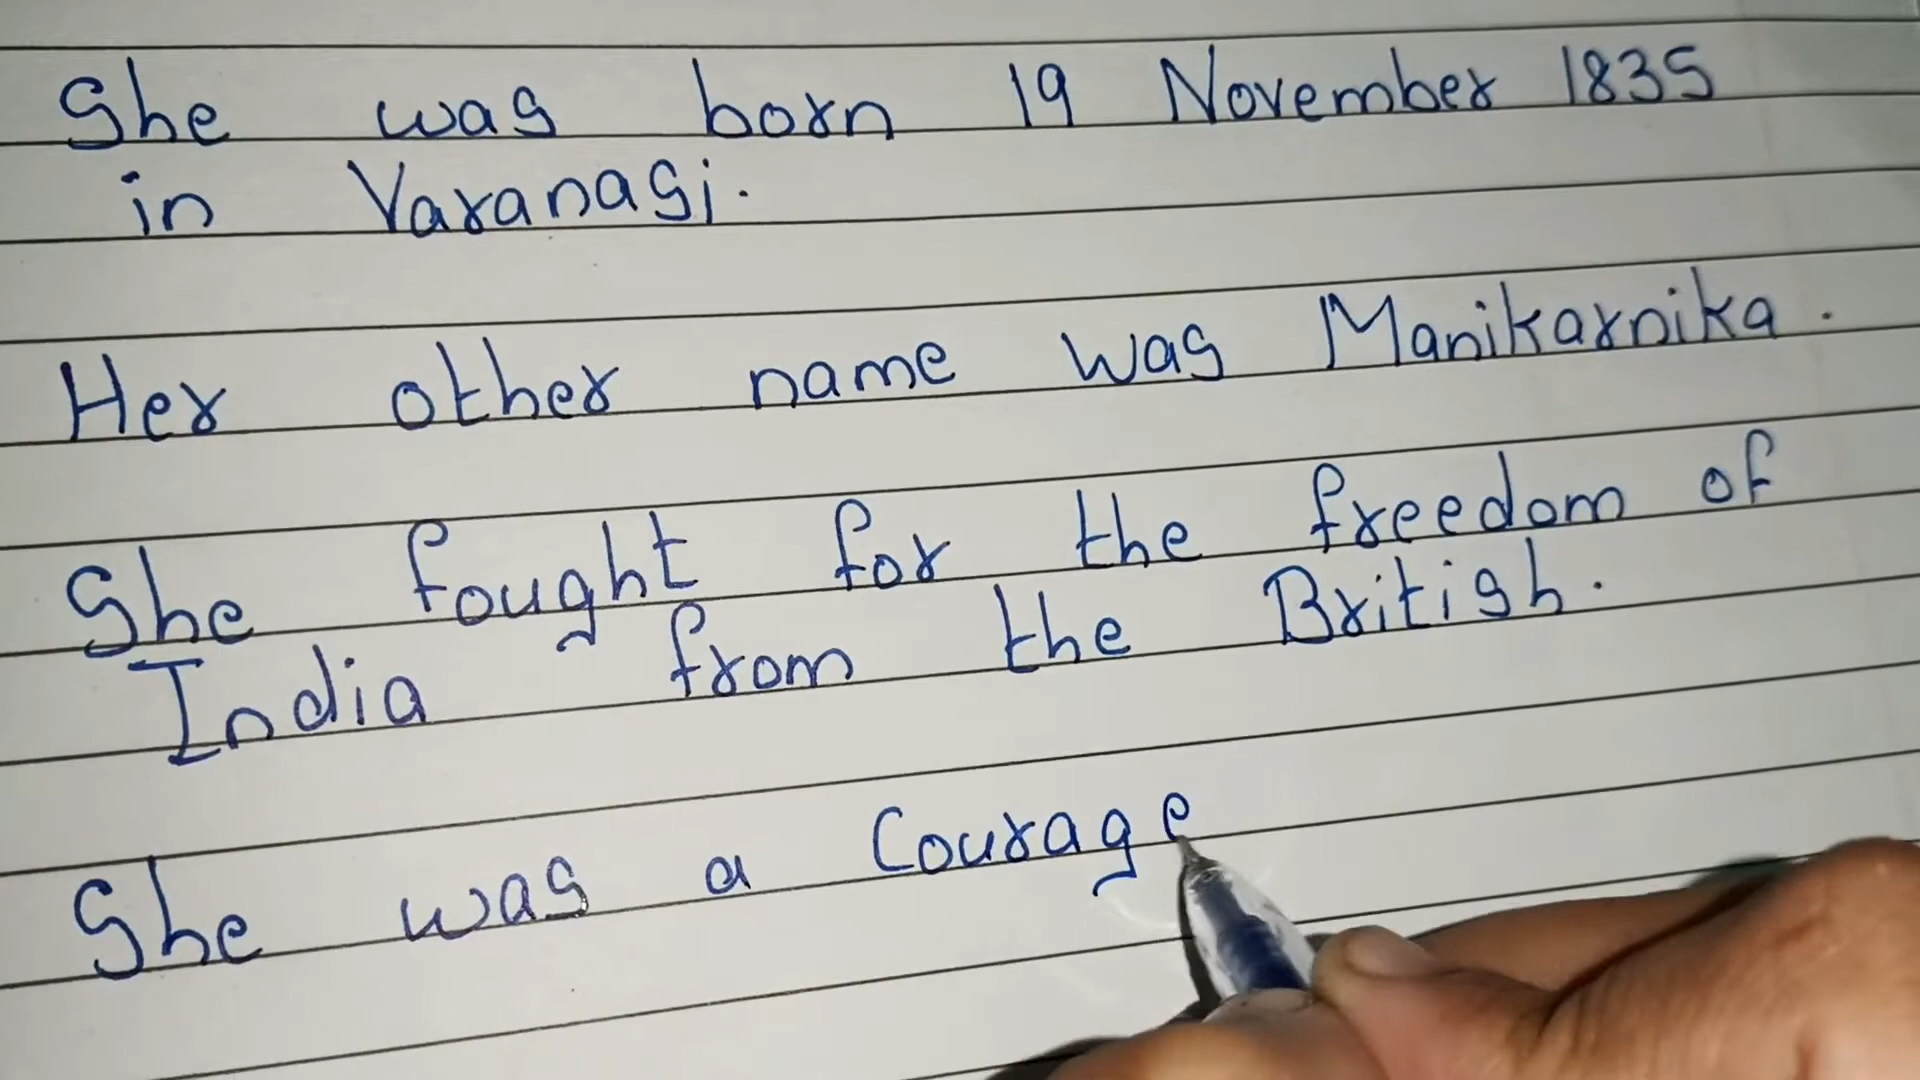 She was born 19 November 1835
in Varanasi.
Her other name was Manikarnika.
She fought for the freedom of
India from the British.
She was a Courage